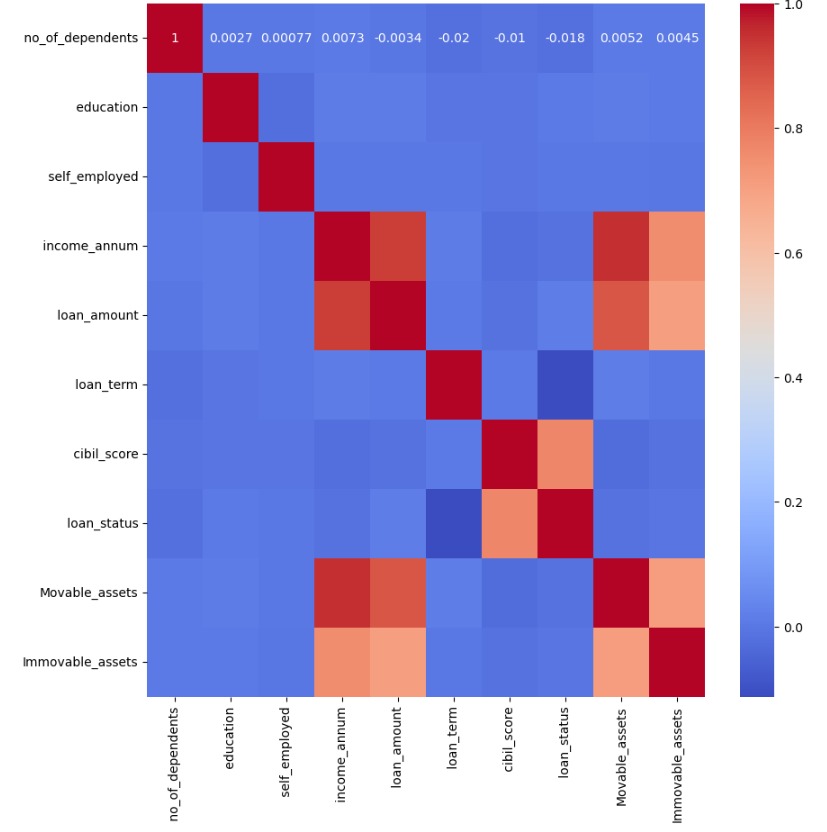 no_of_dependents 1 0.0027 0.00077 0.0073 -0.0034 -0.02 -0.01 -0.018 0.0052 0.0045
education
self_employed
income_annum
loan_amount
loan_term
cibil_score
loan_status
Movable_assets
Immovable_assets
no_of_dependents
education
self_employed
income_annum
loan_amount
loan_term
cibil_score
loan_status
Movable_assets
Immovable_assets
1.0
0.8
0.6
0.4
0.2
0.0